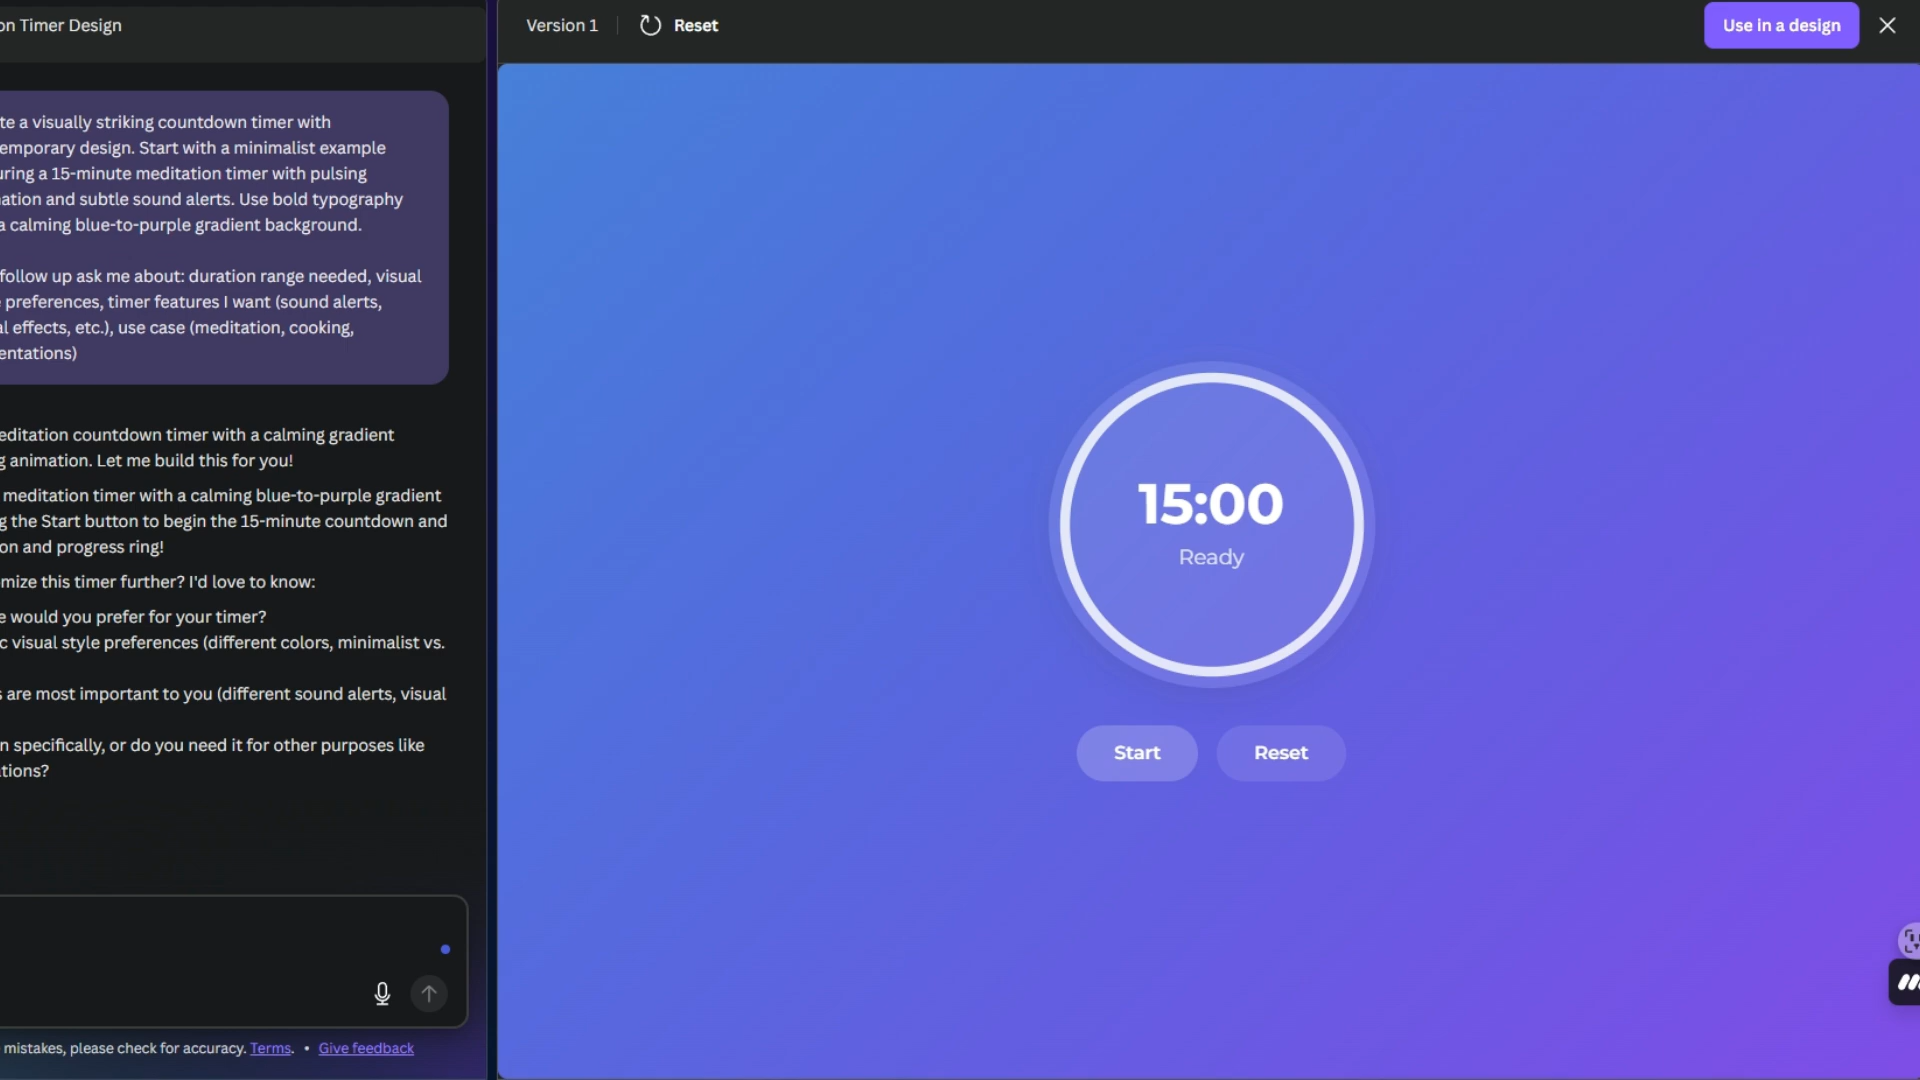 on Timer Design
te a visually striking countdown timer with
emporary design. Start with a minimalist example
uring a 15-minute meditation timer with pulsing
ation and subtle sound alerts. Use bold typography
a calming blue-to-purple gradient background.
follow up ask me about: duration range needed, visual
e preferences, timer features I want (sound alerts,
al effects, etc.), use case (meditation, cooking,
entations)
editation countdown timer with a calming gradient
g animation. Let me build this for you!
meditation timer with a calming blue-to-purple gradient
g the Start button to begin the 15-minute countdown and
on and progress ring!
mize this timer further? I'd love to know:
e would you prefer for your timer?
c visual style preferences (different colors, minimalist vs.
s are most important to you (different sound alerts, visual
n specifically, or do you need it for other purposes like
tions?
mistakes, please check for accuracy. Terms. • Give feedback
Version 1
Reset
Use in a design
15:00
Ready
Start
Reset